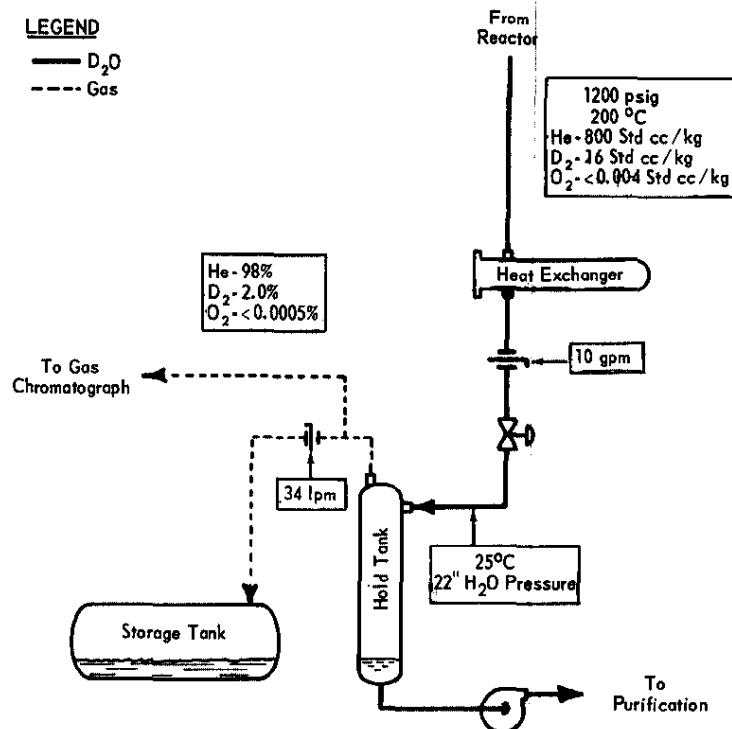 LEGEND
D2O
Gas
From
Reactor
1200 psig
200 °C
He-800 Std cc/kg
D2-16 Std cc/kg
O2-<0.004 Std cc/kg
He-98%
D2-2.0%
O2-<0.0005%
Heat Exchanger
10 gpm
To Gas
Chromatograph
34 lpm
25°C
22" H2O Pressure
Hold Tank
Storage Tank
To
Purification